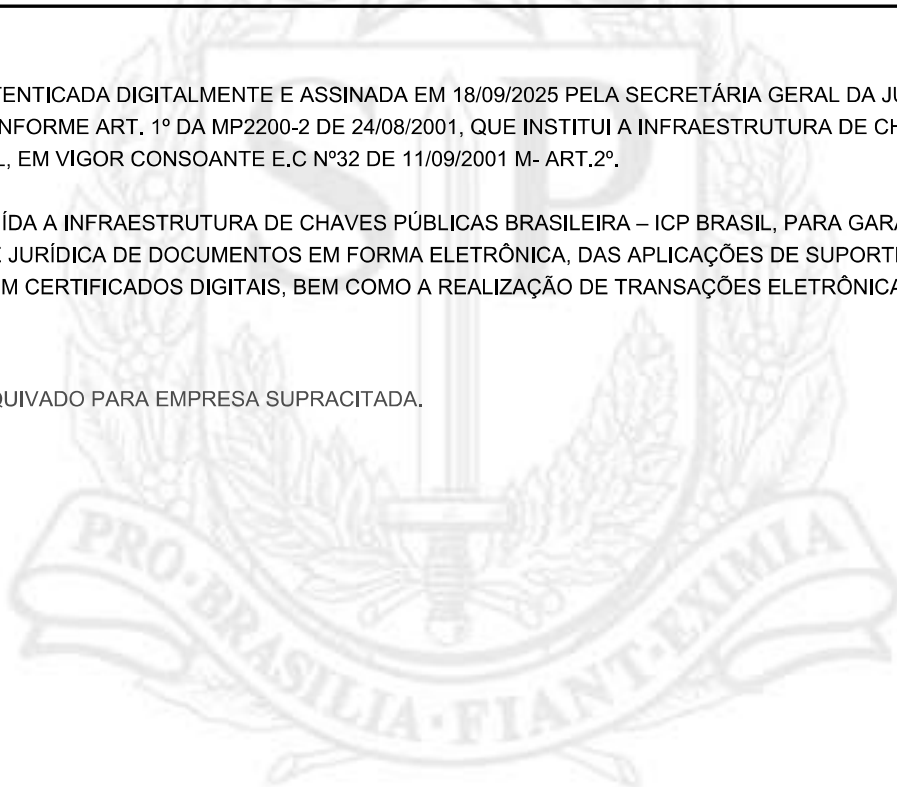 TENTICADA DIGITALMENTE E ASSINADA EM 18/09/2025 PELA SECRETÁRIA GERAL DA JU
NFORME ART. 1º DA MP2200-2 DE 24/08/2001, QUE INSTITUI A INFRAESTRUTURA DE CH
L, EM VIGOR CONSOANTE E.C Nº32 DE 11/09/2001 M- ART.2º.
ÍDA A INFRAESTRUTURA DE CHAVES PÚBLICAS BRASILEIRA – ICP BRASIL, PARA GARA
E JURÍDICA DE DOCUMENTOS EM FORMA ELETRÔNICA, DAS APLICAÇÕES DE SUPORTE
M CERTIFICADOS DIGITAIS, BEM COMO A REALIZAÇÃO DE TRANSAÇÕES ELETRÔNICA
QUIVADO PARA EMPRESA SUPRACITADA.
SP
PRO·BRASILIA·FIANT·EXIMIA